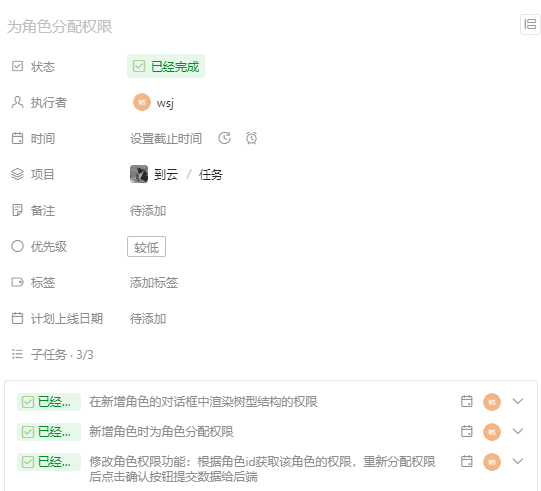 为角色分配权限
状态 已经完成
执行者 ws wsj
时间 设置截止时间
项目 到云 / 任务
备注 待添加
优先级 较低
标签 添加标签
计划上线日期 待添加
子任务 · 3/3
已经... 在新增角色的对话框中渲染树型结构的权限 ws
已经... 新增角色时为角色分配权限 ws
已经... 修改角色权限功能：根据角色id获取该角色的权限，重新分配权限 ws
后点击确认按钮提交数据给后端